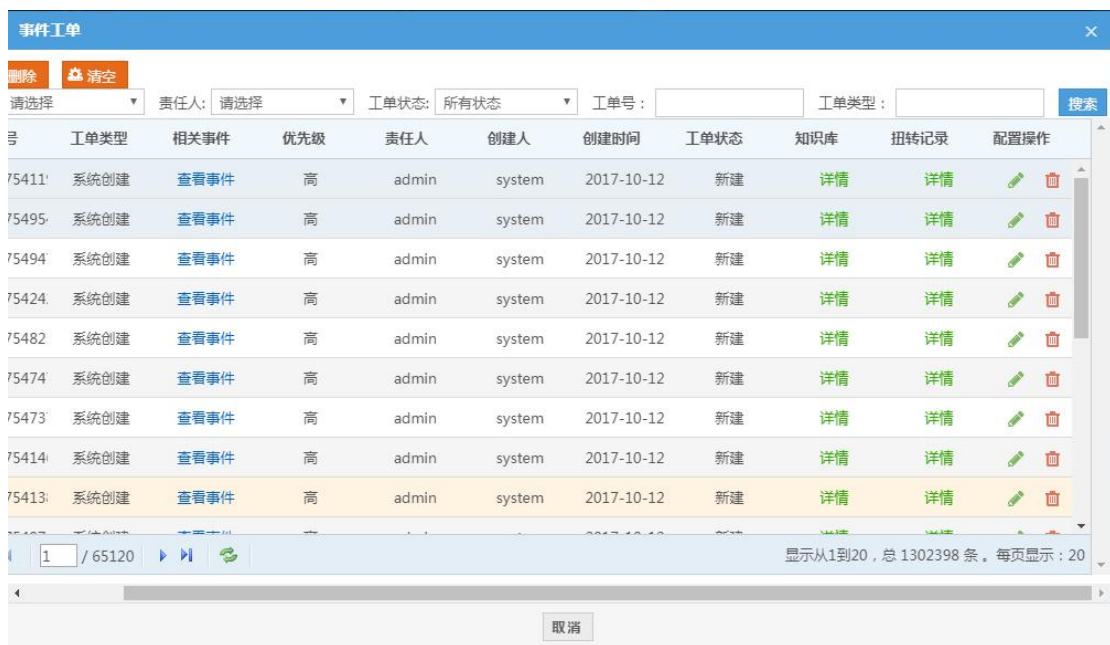 事件工单
删除 清空
请选择 责任人: 请选择 工单状态: 所有状态 工单号： 工单类型： 搜索
号 工单类型 相关事件 优先级 责任人 创建人 创建时间 工单状态 知识库 扭转记录 配置操作
75411 系统创建 查看事件 高 admin system 2017-10-12 新建 详情 详情
75495 系统创建 查看事件 高 admin system 2017-10-12 新建 详情 详情
75494 系统创建 查看事件 高 admin system 2017-10-12 新建 详情 详情
75424 系统创建 查看事件 高 admin system 2017-10-12 新建 详情 详情
75482 系统创建 查看事件 高 admin system 2017-10-12 新建 详情 详情
75474 系统创建 查看事件 高 admin system 2017-10-12 新建 详情 详情
75473 系统创建 查看事件 高 admin system 2017-10-12 新建 详情 详情
75414 系统创建 查看事件 高 admin system 2017-10-12 新建 详情 详情
75413 系统创建 查看事件 高 admin system 2017-10-12 新建 详情 详情
1 / 65120 显示从1到20，总 1302398 条 。每页显示：20
取消